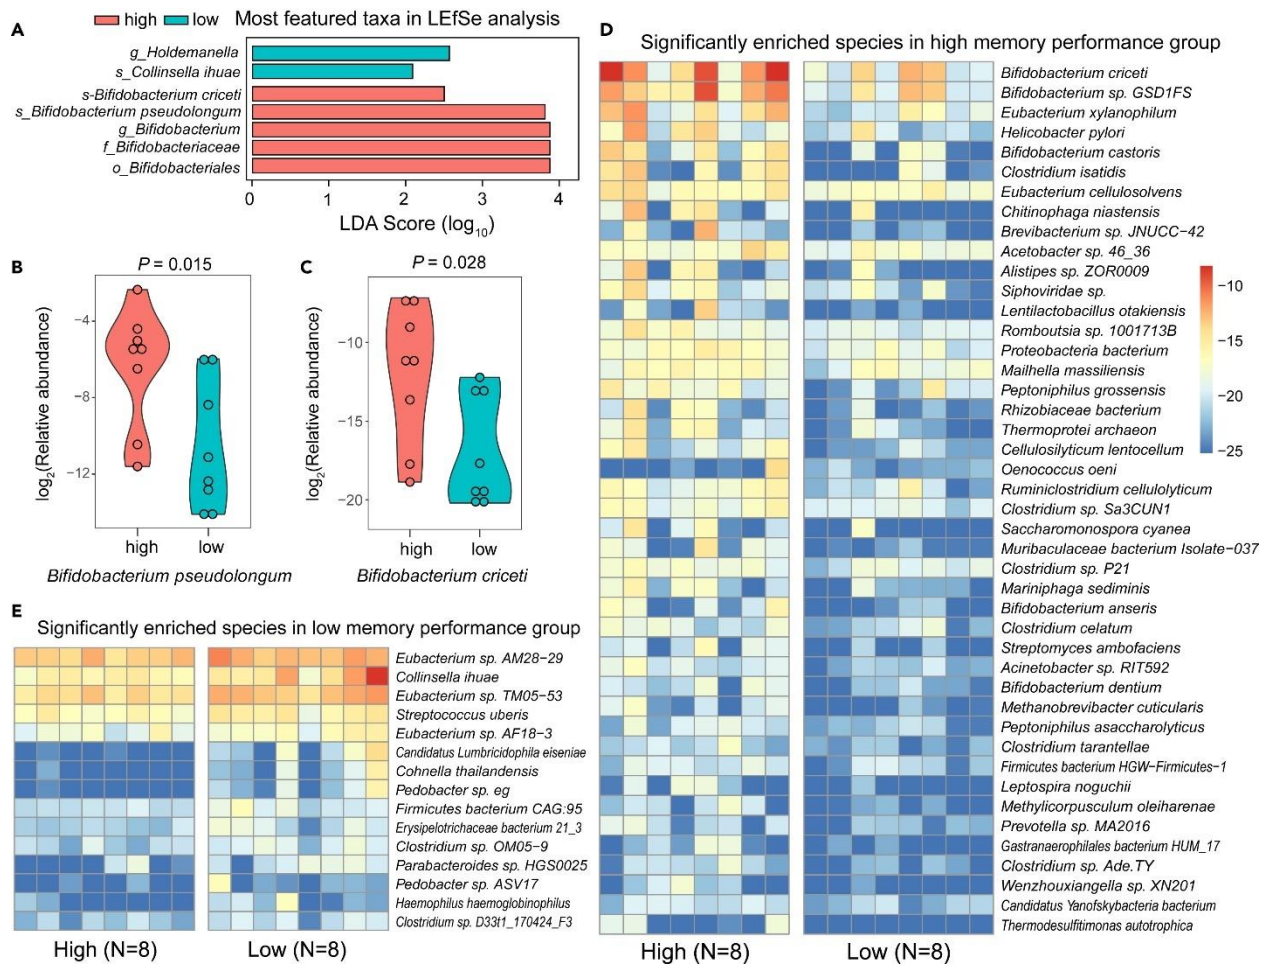 A
high low Most featured taxa in LEfSe analysis
g_Holdemanella
s_Collinsella ihuae
s-Bifidobacterium criceti
s_Bifidobacterium pseudolongum
g_Bifidobacterium
f_Bifidobacteriaceae
o_Bifidobacteriales
0 1 2 3 4
LDA Score (log10)
B
P = 0.015
log2(Relative abundance)
−4
−8
−12
high low
Bifidobacterium pseudolongum
C
P = 0.028
log2(Relative abundance)
−10
−15
−20
high low
Bifidobacterium criceti
D
Significantly enriched species in high memory performance group
Bifidobacterium criceti
Bifidobacterium sp. GSD1FS
Eubacterium xylanophilum
Helicobacter pylori
Bifidobacterium castoris
Clostridium isatidis
Eubacterium cellulosolvens
Chitinophaga niastensis
Brevibacterium sp. JNUCC−42
Acetobacter sp. 46_36
Alistipes sp. ZOR0009
Siphoviridae sp.
Lentilactobacillus otakiensis
Romboutsia sp. 1001713B
Proteobacteria bacterium
Mailhella massiliensis
Peptoniphilus grossensis
Rhizobiaceae bacterium
Thermoprotei archaeon
Cellulosilyticum lentocellum
Oenococcus oeni
Ruminiclostridium cellulolyticum
Clostridium sp. Sa3CUN1
Saccharomonospora cyanea
Muribaculaceae bacterium Isolate−037
Clostridium sp. P21
Mariniphaga sediminis
Bifidobacterium anseris
Clostridium celatum
Streptomyces ambofaciens
Acinetobacter sp. RIT592
Bifidobacterium dentium
Methanobrevibacter cuticularis
Peptoniphilus asaccharolyticus
Clostridium tarantellae
Firmicutes bacterium HGW−Firmicutes−1
Leptospira noguchii
Methylicorpusculum oleiharenae
Prevotella sp. MA2016
Gastranaerophilales bacterium HUM_17
Clostridium sp. Ade.TY
Wenzhouxiangella sp. XN201
Candidatus Yanofskybacteria bacterium
Thermodesulfitimonas autotrophica
High (N=8) Low (N=8)
−10
−15
−20
−25
E
Significantly enriched species in low memory performance group
Eubacterium sp. AM28−29
Collinsella ihuae
Eubacterium sp. TM05−53
Streptococcus uberis
Eubacterium sp. AF18−3
Candidatus Lumbricidophila eiseniae
Cohnella thailandensis
Pedobacter sp. eg
Firmicutes bacterium CAG:95
Erysipelotrichaceae bacterium 21_3
Clostridium sp. OM05−9
Parabacteroides sp. HGS0025
Pedobacter sp. ASV17
Haemophilus haemoglobinophilus
Clostridium sp. D33t1_170424_F3
High (N=8) Low (N=8)